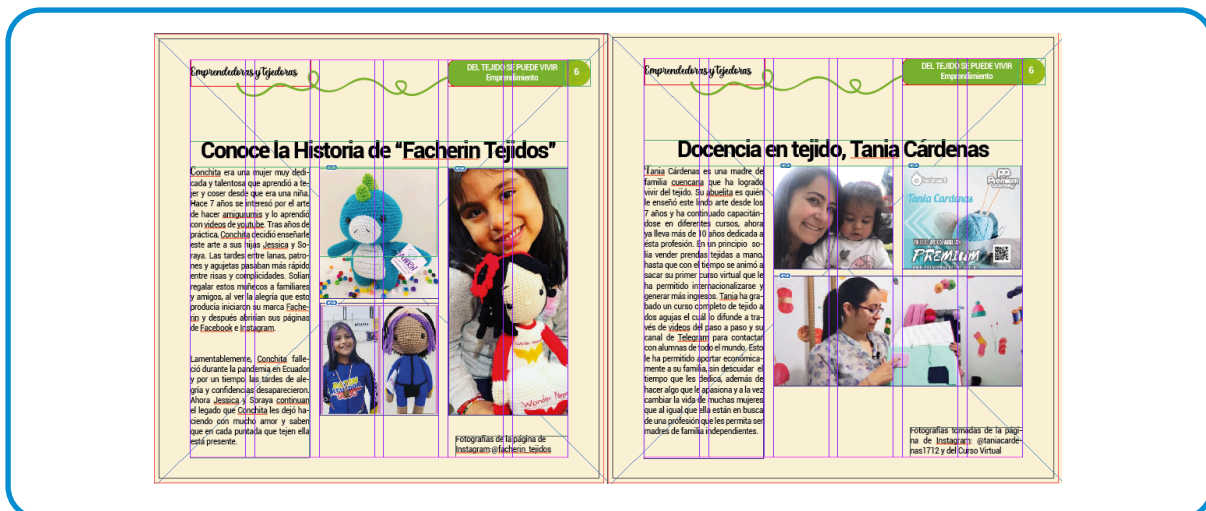 Emprendedoras y Tejedoras
DEL TEJIDO SE PUEDE VIVIR
Emprendimiento
6
Conoce la Historia de “Facherin Tejidos”
Conchita era una mujer muy dedi-
cada y talentosa que aprendió a te-
jer y coser desde que era una niña.
Hace 7 años se interesó por el arte
de hacer amigurumis y lo aprendió
con videos de youtube. Tras años de
práctica, Conchita decidió enseñarle
este arte a sus hijas Jessica y So-
raya. Las tardes entre lanas, patro-
nes y agujetas pasaban más rápido
entre risas y complicidades. Solían
regalar estos muñecos a familiares
y amigos, al ver la alegria que esto
producia iniciaron su marca Fache-
rin y después abririan sus páginas
de Facebook e Instagram.
Lamentablemente, Conchita falle-
ció durante la pandemia en Ecuador
y por un tiempo las tardes de ale-
gría y confidencias desaparecieron.
Ahora Jessica y Soraya continuan
el legado que Conchita les dejó ha-
ciendo con mucho amor y saben
que en cada puntada que tejen ella
está presente.
Wonder
Fotografías de la página de
Instagram:@facherin_tejidos
Emprendedoras y Tejedoras
DEL TEJIDO SE PUEDE VIVIR
Emprendimiento
6
Docencia en tejido, Tania Cárdenas
Tania Cárdenas es una madre de
familia cuencana que ha logrado
vivir del tejido. Su abuelita es quién
le enseñó este lindo arte desde los
7 años y ha continuado capacitán-
dose en diferentes cursos, ahora
ya lleva más de 10 años dedicada a
ésta profesión. En un principio so-
lía vender prendas tejidas a mano,
hasta que con el tiempo se animó a
sacar su primer curso virtual que le
ha permitido internacionalizarse y
generar más ingresos. Tania ha gra-
bado un curso completo de tejido a
dos agujas el cuál lo difunde a tra-
vés de videos del paso a paso y su
canal de Telegram para contactar
con alumnas de todo el mundo. Esto
le ha permitido aportar económica-
mente a su familia, sin descuidar el
tiempo que les dedica, además de
hacer algo que le apasiona y a la vez
cambiar la vida de muchas mujeres
que al igual que ella están en busca
de una profesión que les permita ser
madres de familia independientes.
Premium
Tania Cárdenas
PREMIUM
Fotografías tomadas de la pági-
na de Instagram: @taniacarde-
nas1712 y del Curso Virtual